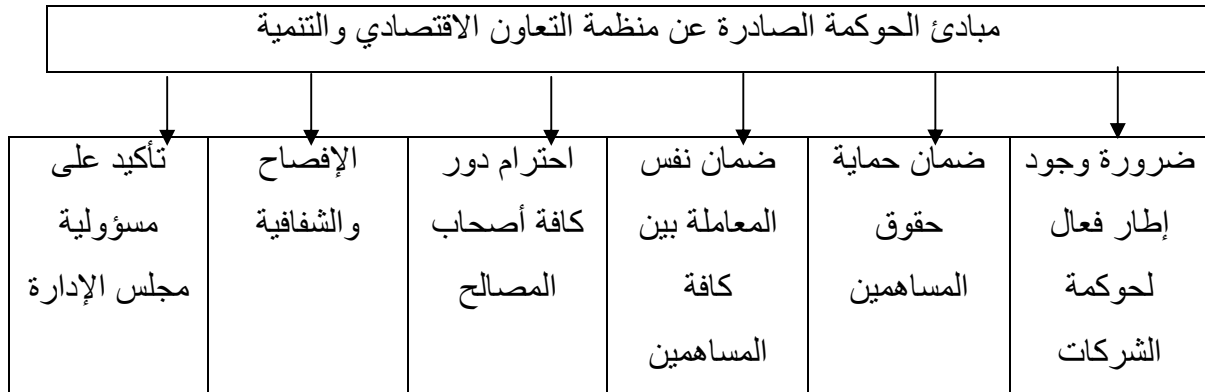 مبادئ الحوكمة الصادرة عن منظمة التعاون الاقتصادي والتنمية
ضرورة وجود
إطار فعال
لحوكمة
الشركات
ضمان حماية
حقوق
المساهمين
ضمان نفس
المعاملة بين
كافة
المساهمين
احترام دور
كافة أصحاب
المصالح
الإفصاح
والشفافية
تأكيد على
مسؤولية
مجلس الإدارة